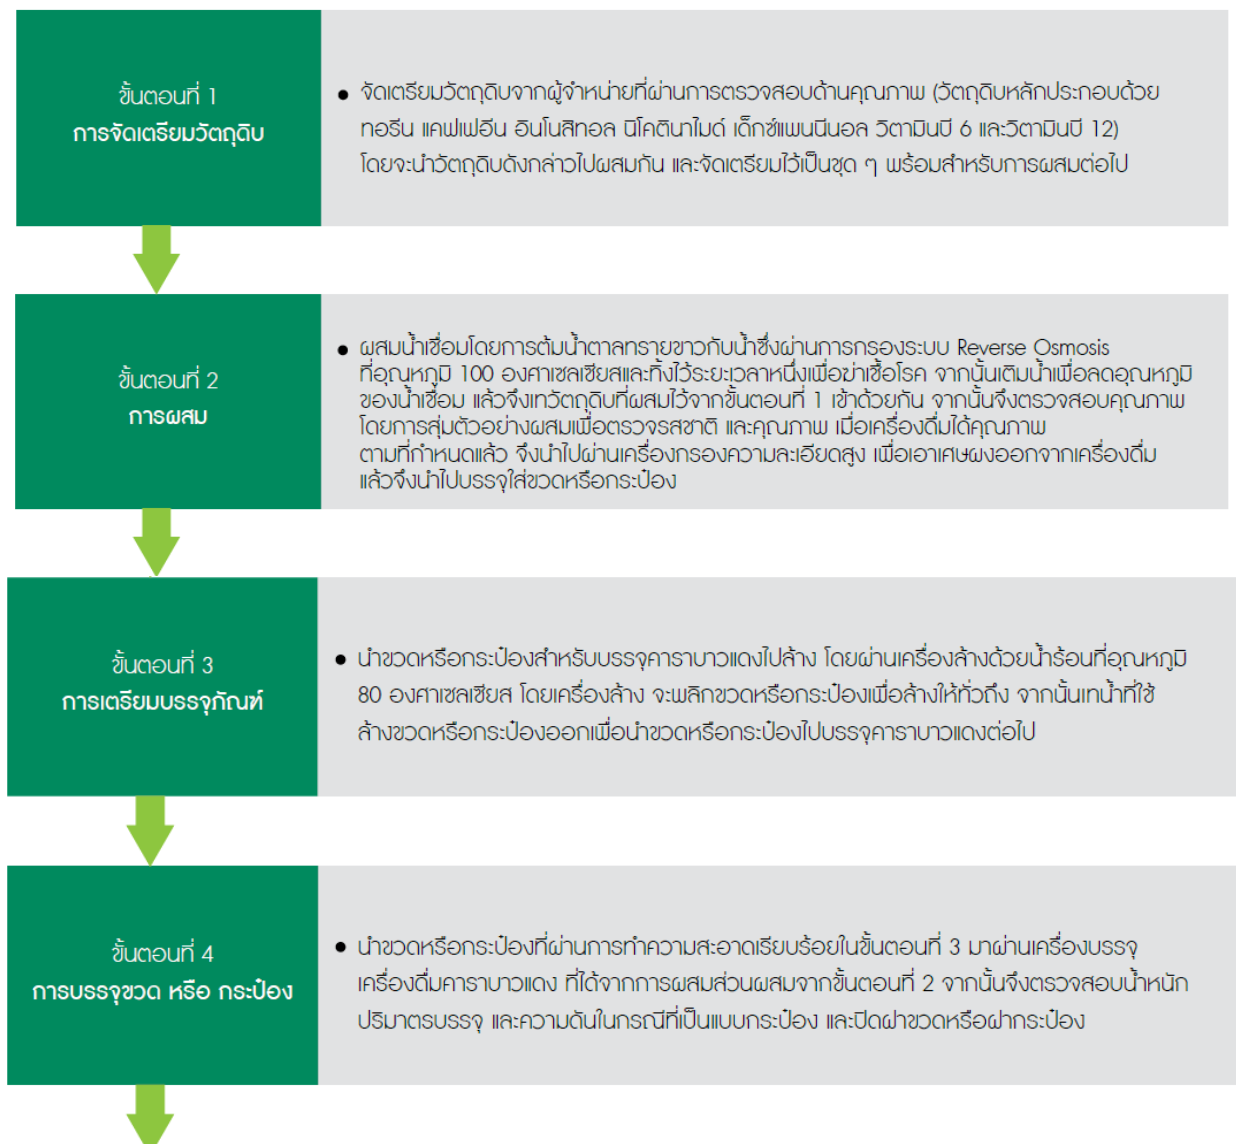 ขั้นตอนที่ 1
การจัดเตรียมวัตถุดิบ
● จัดเตรียมวัตถุดิบจากผู้จำหน่ายที่ผ่านการตรวจสอบด้านคุณภาพ (วัตถุดิบหลักประกอบด้วย
ทอรีน แคฟเฟอีน อินโนสิทอล นิโคตินาไมด์ เด็กซ์แพนนีนอล วิตามินบี 6 และวิตามินบี 12)
โดยจะนำวัตถุดิบดังกล่าวไปผสมกัน และจัดเตรียมไว้เป็นชุด ๆ พร้อมสำหรับการผสมต่อไป
ขั้นตอนที่ 2
การผสม
● ผสมน้ำเชื่อมโดยการต้มน้ำตาลทรายขาวกับน้ำซึ่งผ่านการกรองระบบ Reverse Osmosis
ที่อุณหภูมิ 100 องศาเซลเซียสและทิ้งไว้ระยะเวลาหนึ่งเพื่อฆ่าเชื้อโรค จากนั้นเติมน้ำเพื่อลดอุณหภูมิ
ของน้ำเชื่อม แล้วจึงเทวัตถุดิบที่ผสมไว้จากขั้นตอนที่ 1 เข้าด้วยกัน จากนั้นจึงตรวจสอบคุณภาพ
โดยการสุ่มตัวอย่างผสมเพื่อตรวจรสชาติ และคุณภาพ เมื่อเครื่องดื่มได้คุณภาพ
ตามที่กำหนดแล้ว จึงนำไปผ่านเครื่องกรองความละเอียดสูง เพื่อเอาเศษผงออกจากเครื่องดื่ม
แล้วจึงนำไปบรรจุใส่ขวดหรือกระป๋อง
ขั้นตอนที่ 3
การเตรียมบรรจุภัณฑ์
● นำขวดหรือกระป๋องสำหรับบรรจุคาราบาวแดงไปล้าง โดยผ่านเครื่องล้างด้วยน้ำร้อนที่อุณหภูมิ
80 องศาเซลเซียส โดยเครื่องล้าง จะพลิกขวดหรือกระป๋องเพื่อล้างให้ทั่วถึง จากนั้นเทน้ำที่ใช้
ล้างขวดหรือกระป๋องออกเพื่อนำขวดหรือกระป๋องไปบรรจุคาราบาวแดงต่อไป
ขั้นตอนที่ 4
การบรรจุขวด หรือ กระป๋อง
● นำขวดหรือกระป๋องที่ผ่านการทำความสะอาดเรียบร้อยในขั้นตอนที่ 3 มาผ่านเครื่องบรรจุ
เครื่องดื่มคาราบาวแดง ที่ได้จากการผสมส่วนผสมจากขั้นตอนที่ 2 จากนั้นจึงตรวจสอบน้ำหนัก
ปริมาตรบรรจุ และความดันในกรณีที่เป็นแบบกระป๋อง และปิดฝาขวดหรือฝากระป๋อง